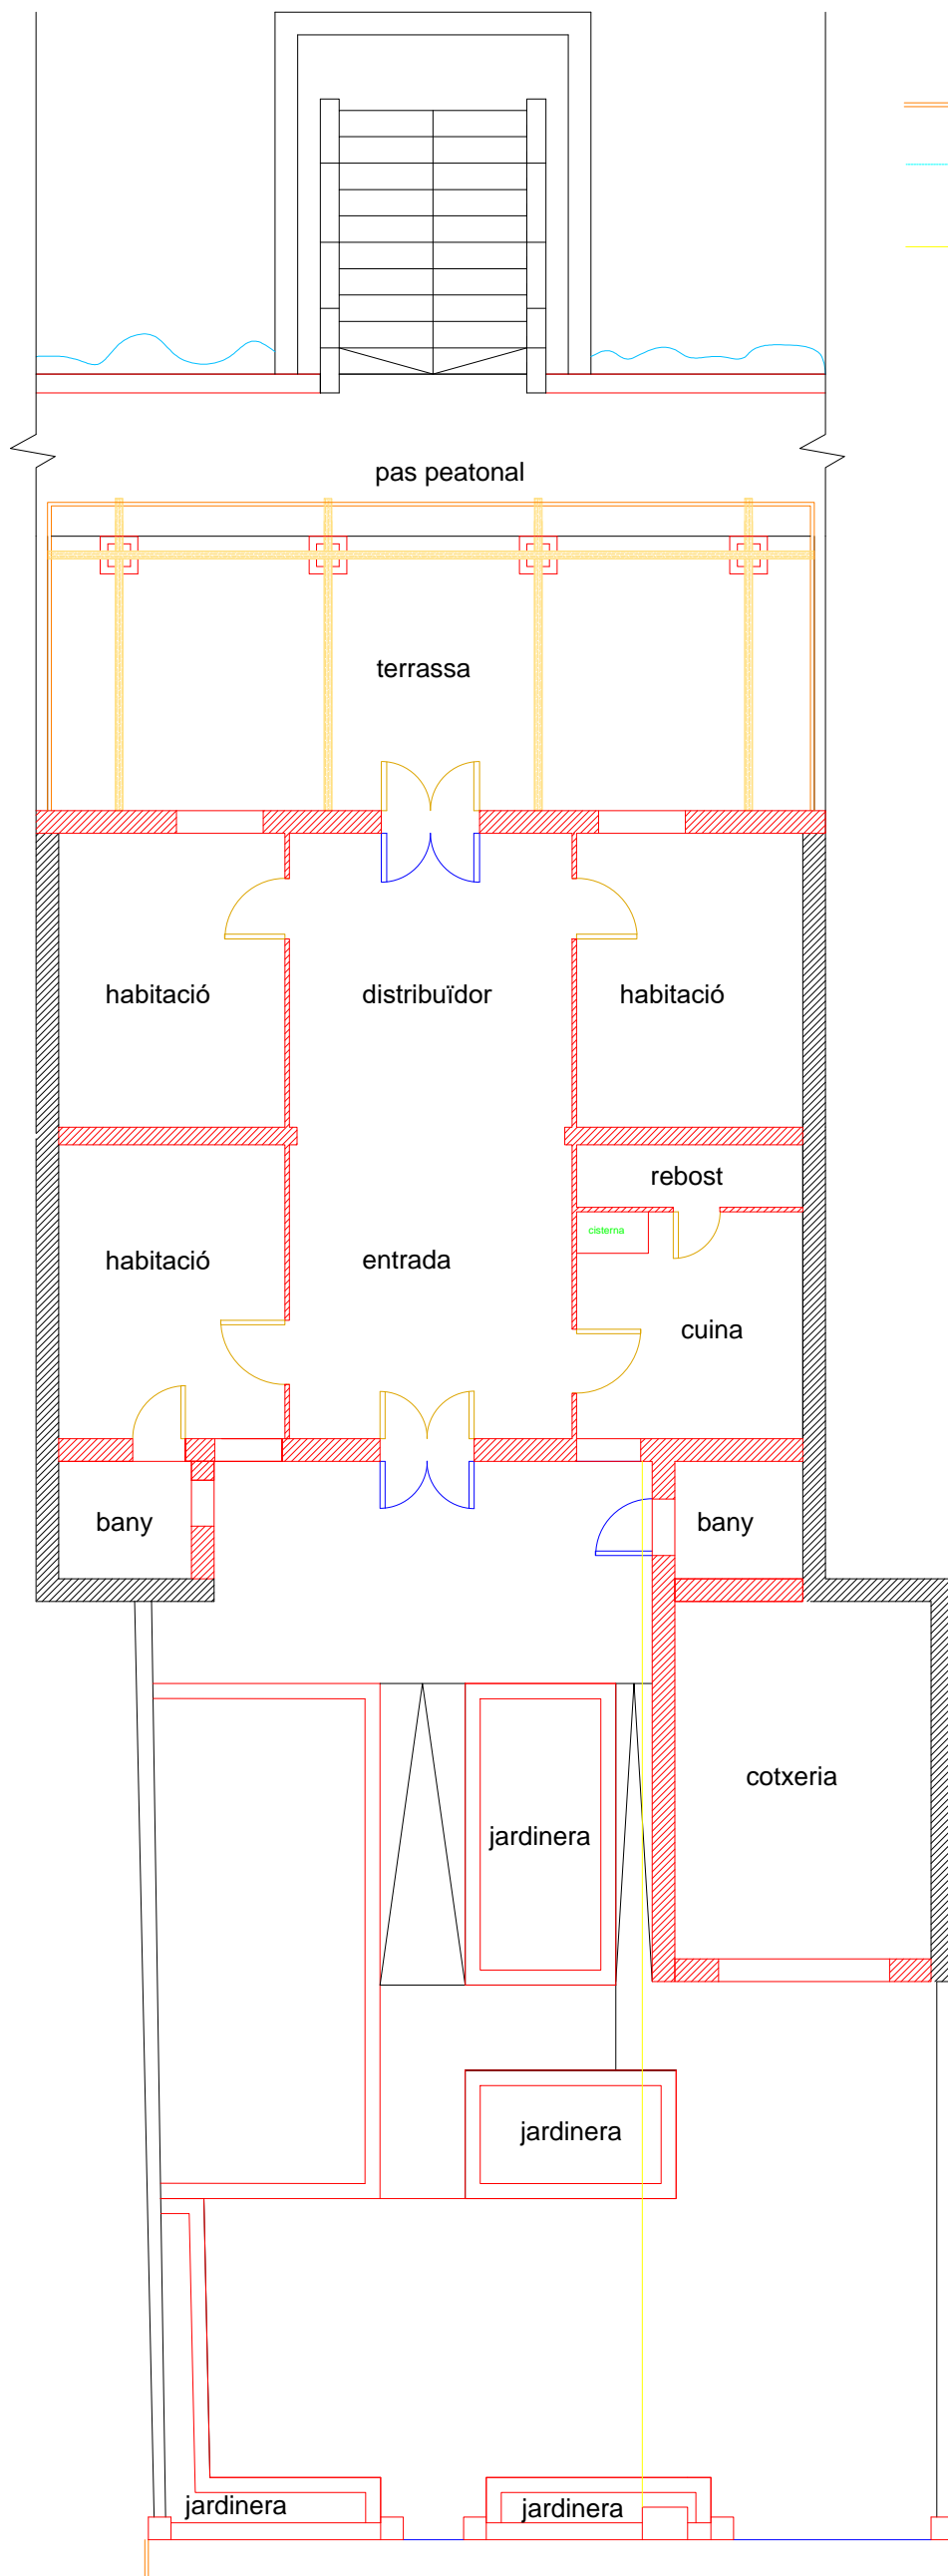 pas peatonal
terrassa
habitació
distribuïdor
habitació
rebost
cisterna
habitació
entrada
cuina
bany
bany
cotxeria
jardinera
jardinera
jardinera
jardinera